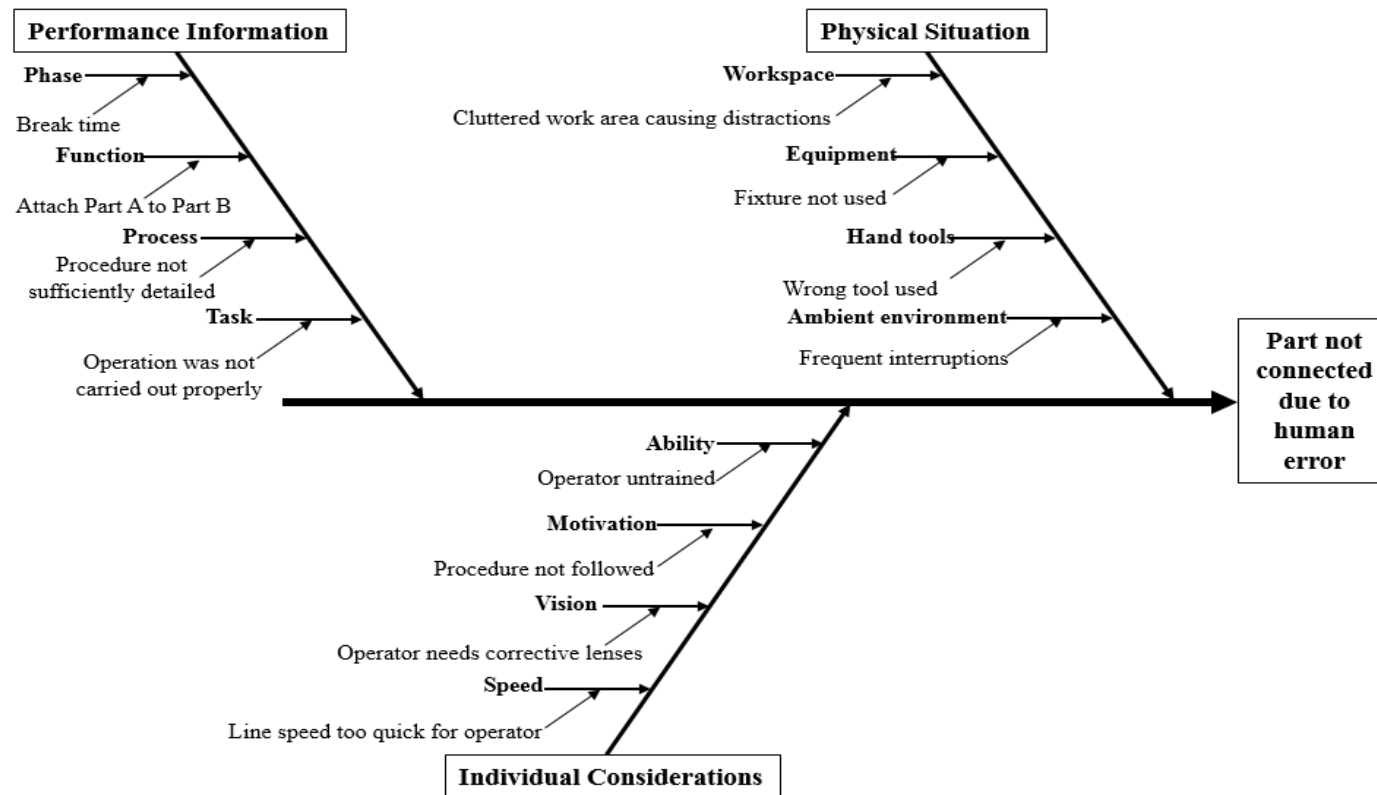 Performance Information
Phase
Break time
Function
Attach Part A to Part B
Process
Procedure not
sufficiently detailed
Task
Operation was not
carried out properly
Physical Situation
Workspace
Cluttered work area causing distractions
Equipment
Fixture not used
Hand tools
Wrong tool used
Ambient environment
Frequent interruptions
Part not
connected
due to
human
error
Ability
Operator untrained
Motivation
Procedure not followed
Vision
Operator needs corrective lenses
Speed
Line speed too quick for operator
Individual Considerations